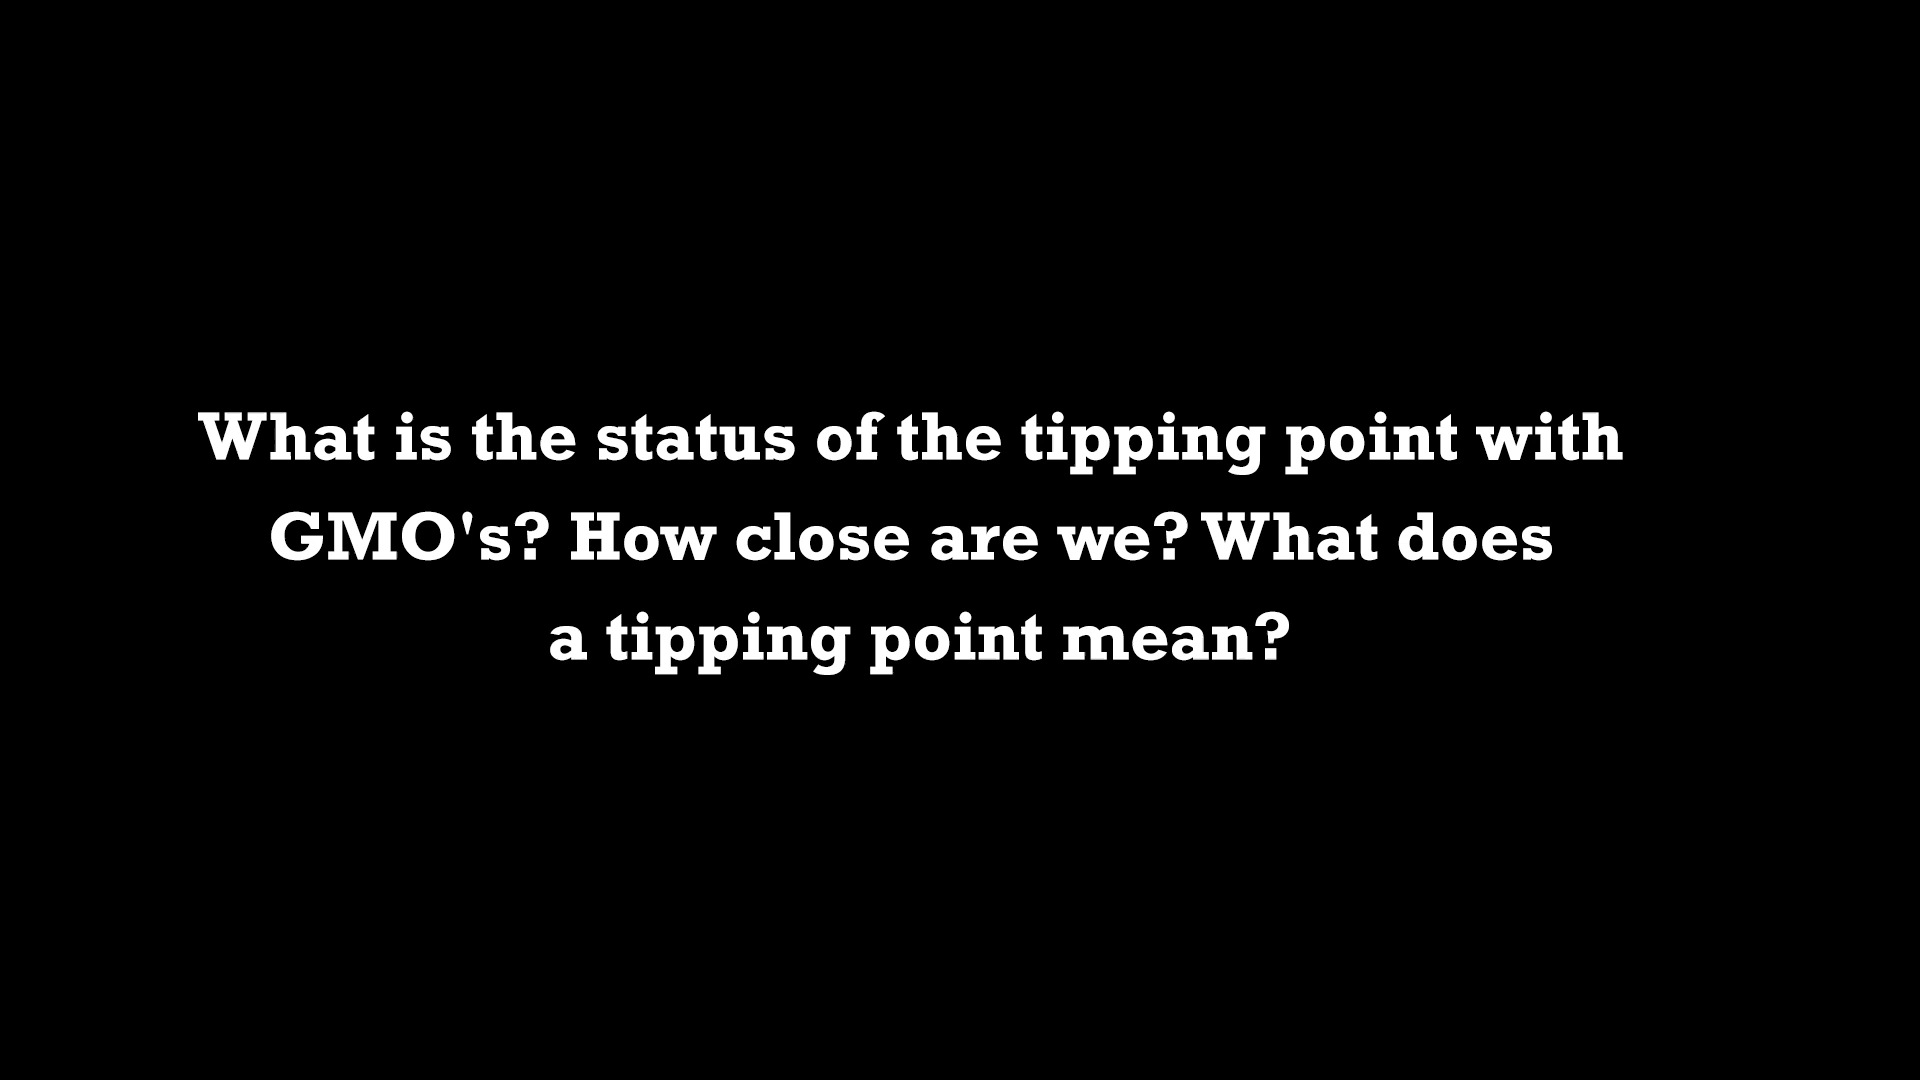 What is the status of the tipping point with
GMO's? How close are we? What does
a tipping point mean?